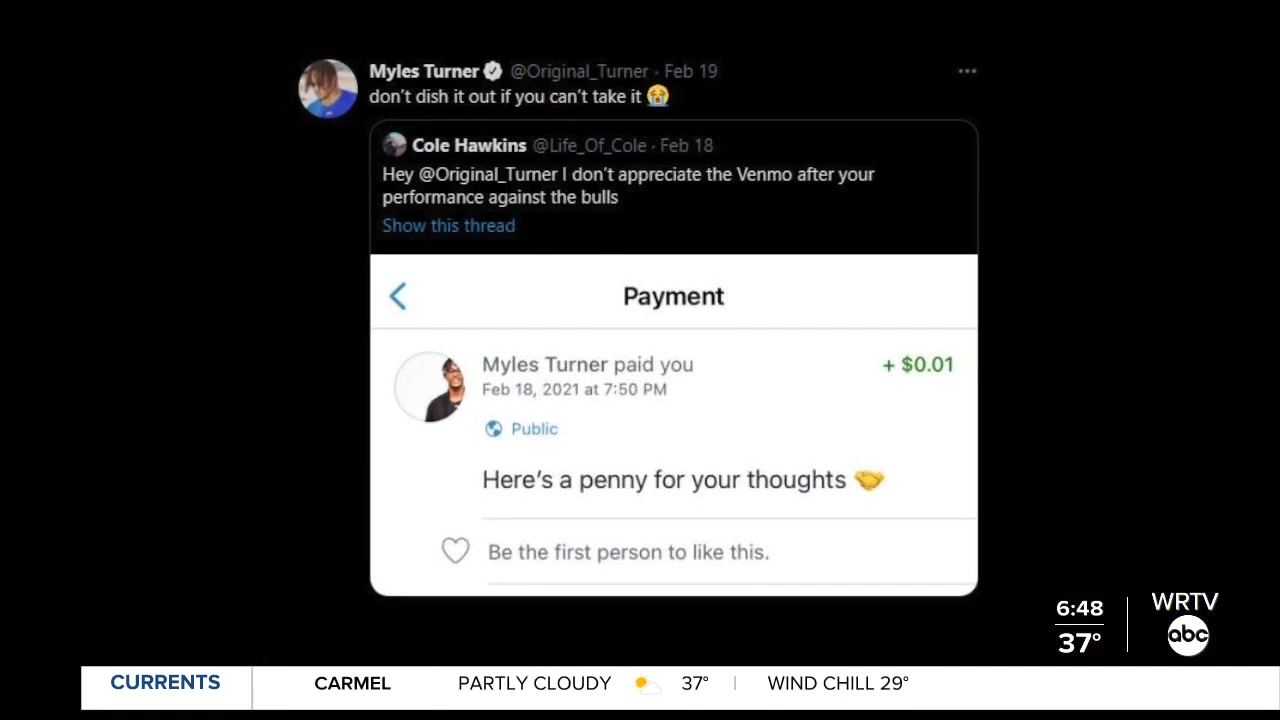 Myles Turner @Original_Turner · Feb 19
don't dish it out if you can't take it 😭
Cole Hawkins @Life_Of_Cole · Feb 18
Hey @Original_Turner I don't appreciate the Venmo after your
performance against the bulls
Show this thread
Payment
Myles Turner paid you + $0.01
Feb 18, 2021 at 7:50 PM
Public
Here's a penny for your thoughts 🤝
Be the first person to like this.
6:48
37°
WRTV
abc
CURRENTS CARMEL PARTLY CLOUDY 37° | WIND CHILL 29°